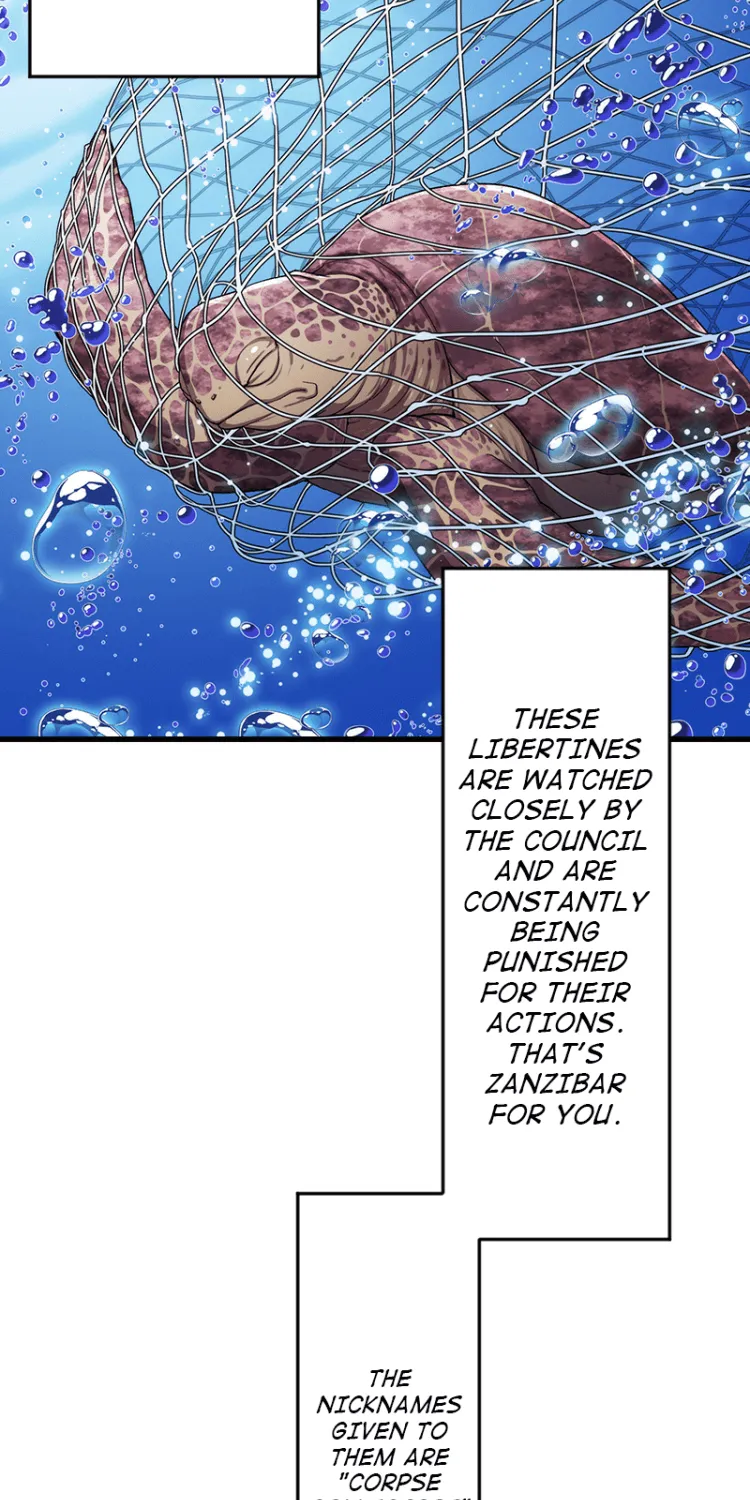 THESE
LIBERTINES
ARE WATCHED
CLOSELY BY
THE COUNCIL
AND ARE
CONSTANTLY
BEING
PUNISHED
FOR THEIR
ACTIONS.
THAT'S
ZANZIBAR
FOR YOU.
THE
NICKNAMES
GIVEN TO
THEM ARE
"CORPSE